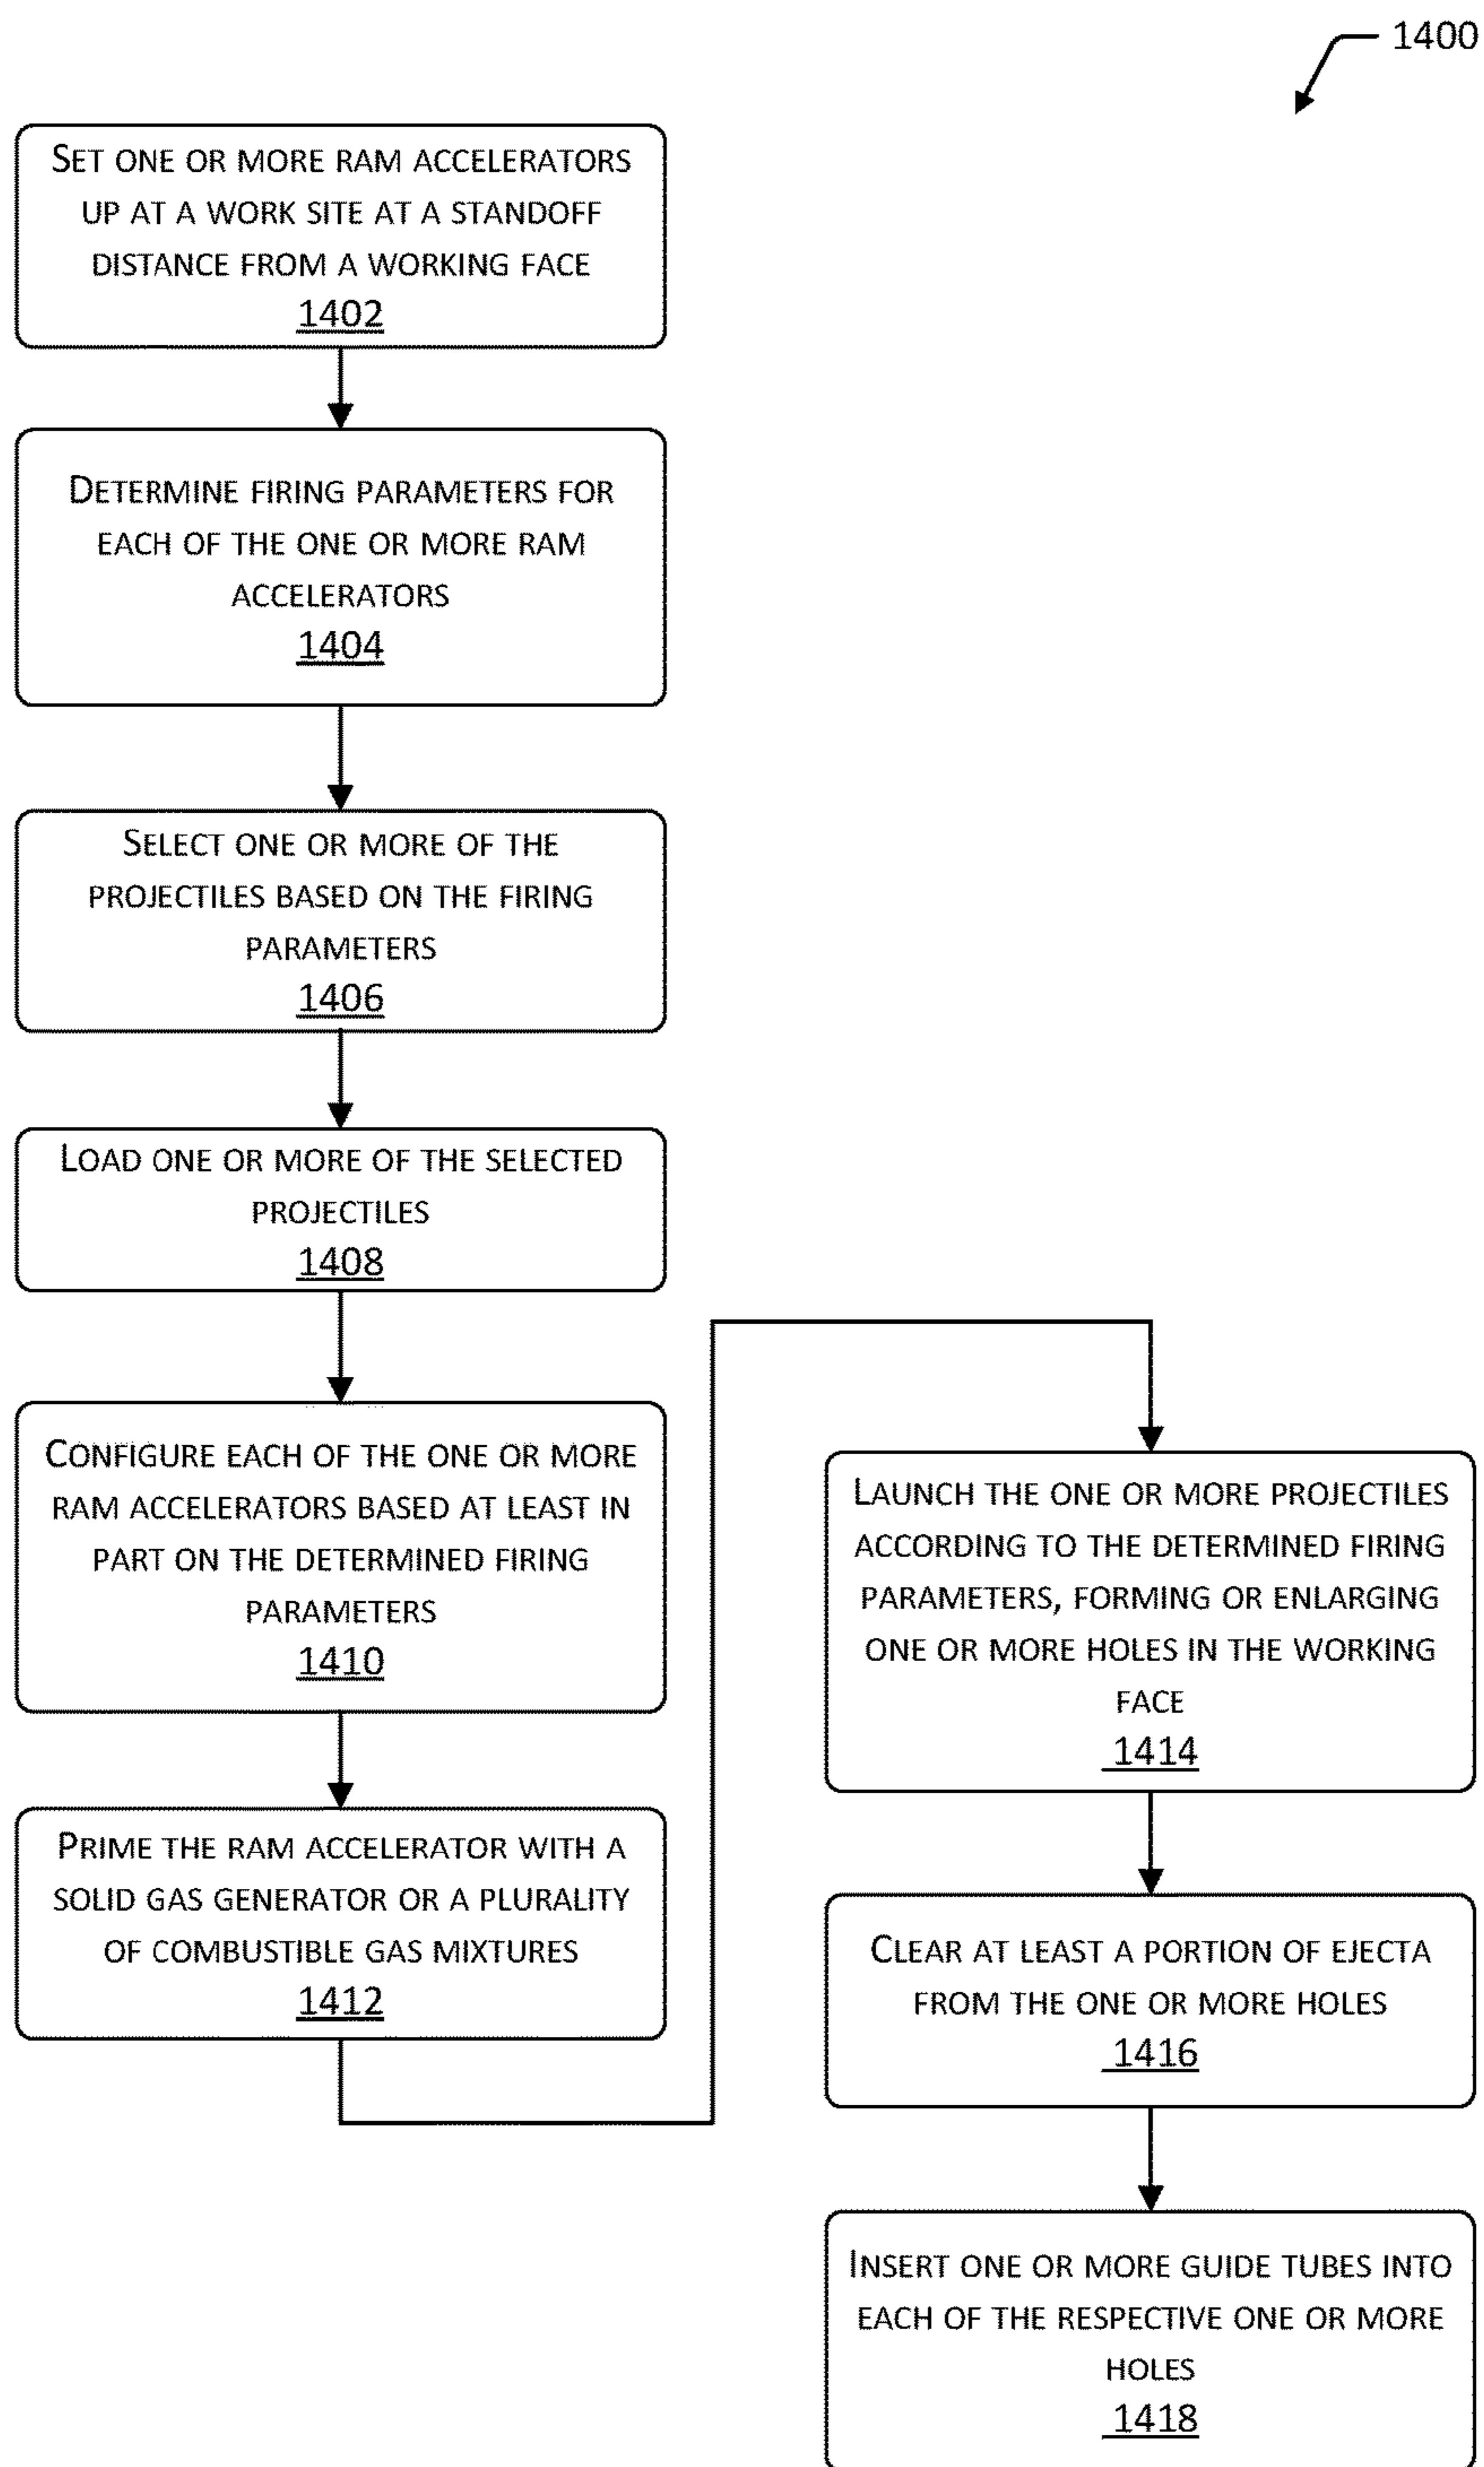 1400
SET ONE OR MORE RAM ACCELERATORS
UP AT A WORK SITE AT A STANDOFF
DISTANCE FROM A WORKING FACE
1402
DETERMINE FIRING PARAMETERS FOR
EACH OF THE ONE OR MORE RAM
ACCELERATORS
1404
SELECT ONE OR MORE OF THE
PROJECTILES BASED ON THE FIRING
PARAMETERS
1406
LOAD ONE OR MORE OF THE SELECTED
PROJECTILES
1408
CONFIGURE EACH OF THE ONE OR MORE
RAM ACCELERATORS BASED AT LEAST IN
PART ON THE DETERMINED FIRING
PARAMETERS
1410
PRIME THE RAM ACCELERATOR WITH A
SOLID GAS GENERATOR OR A PLURALITY
OF COMBUSTIBLE GAS MIXTURES
1412
LAUNCH THE ONE OR MORE PROJECTILES
ACCORDING TO THE DETERMINED FIRING
PARAMETERS, FORMING OR ENLARGING
ONE OR MORE HOLES IN THE WORKING
FACE
1414
CLEAR AT LEAST A PORTION OF EJECTA
FROM THE ONE OR MORE HOLES
1416
INSERT ONE OR MORE GUIDE TUBES INTO
EACH OF THE RESPECTIVE ONE OR MORE
HOLES
1418